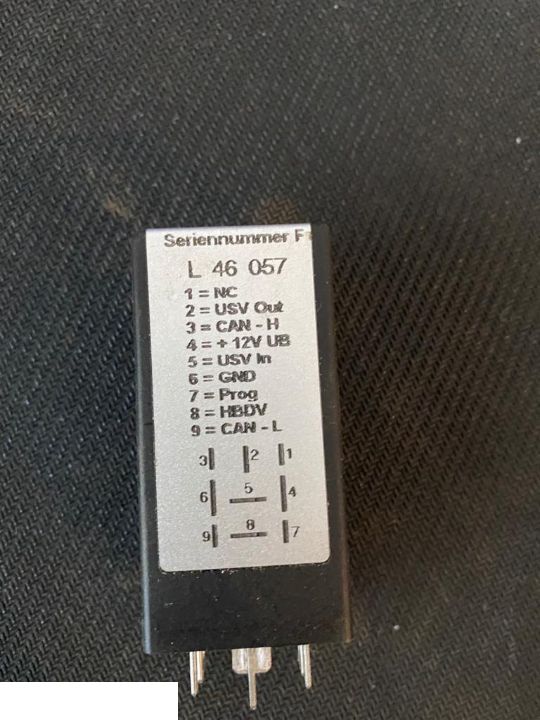 Seriennummer F
L 46 057
1 = NC
2 = USV Out
3 = CAN - H
4 = + 12V UB
5 = USV In
6 = GND
7 = Prog
8 = HBDV
9 = CAN - L
3 2 1
6 5 4
9 8 7